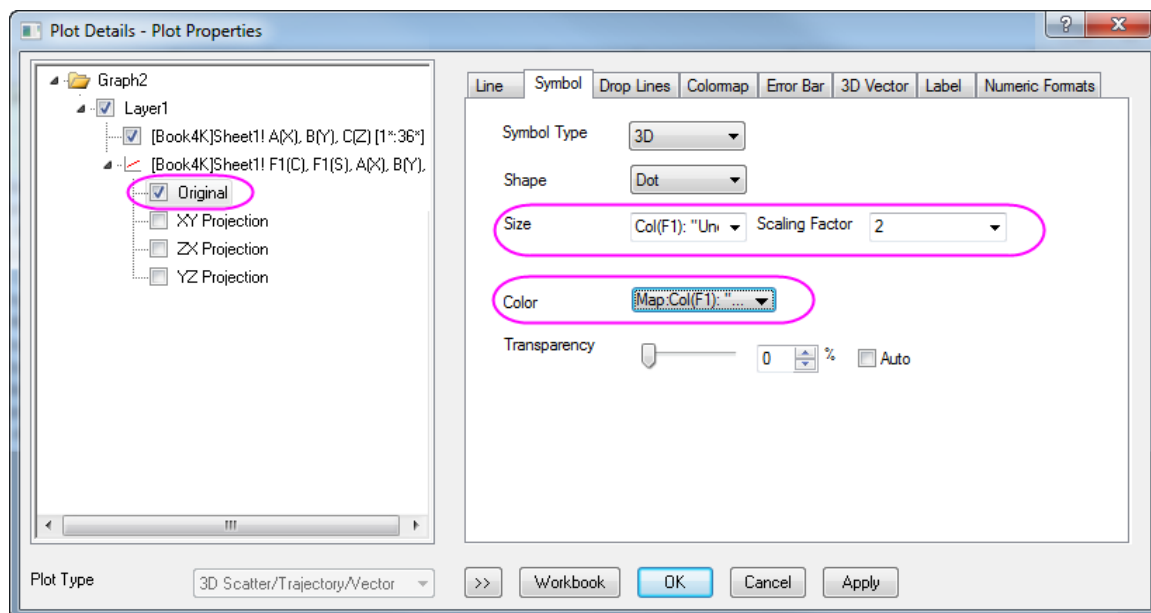 Plot Details - Plot Properties
?
Graph2
Layer1
[Book4K]Sheet1! A(X), B(Y), C(Z) [1*:36*]
[Book4K]Sheet1! F1(C), F1(S), A(X), B(Y),
Original
XY Projection
ZX Projection
YZ Projection
Line Symbol Drop Lines Colormap Error Bar 3D Vector Label Numeric Formats
Symbol Type 3D
Shape Dot
Size Col(F1): "Un Scaling Factor 2
Color Map:Col(F1): "...
Transparency 0 % Auto
Plot Type 3D Scatter/Trajectory/Vector >> Workbook OK Cancel Apply